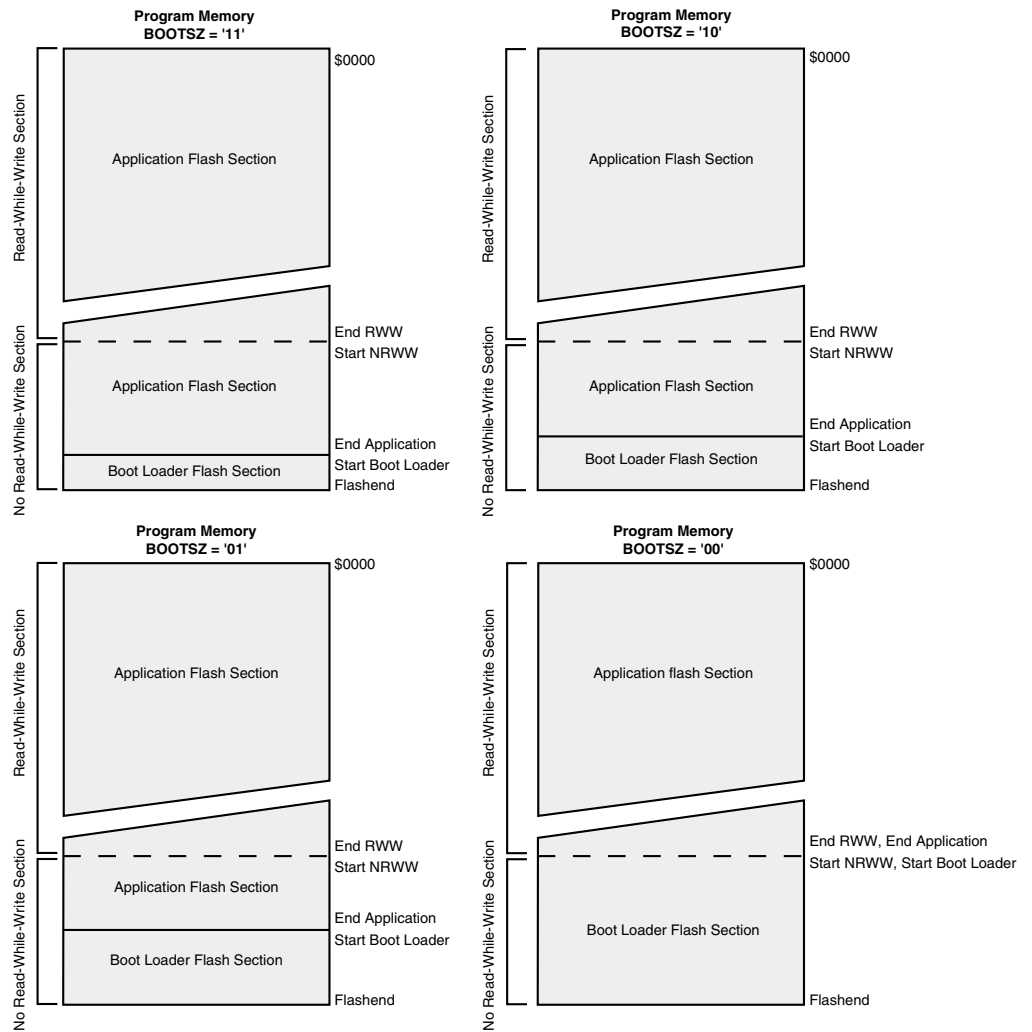 Program Memory
BOOTSZ = '11'
$0000
Read-While-Write Section
Application Flash Section
End RWW
Start NRWW
No Read-While-Write Section
Application Flash Section
End Application
Start Boot Loader
Boot Loader Flash Section
Flashend
Program Memory
BOOTSZ = '10'
$0000
Read-While-Write Section
Application Flash Section
End RWW
Start NRWW
No Read-While-Write Section
Application Flash Section
End Application
Start Boot Loader
Boot Loader Flash Section
Flashend
Program Memory
BOOTSZ = '01'
$0000
Read-While-Write Section
Application Flash Section
End RWW
Start NRWW
No Read-While-Write Section
Application Flash Section
End Application
Start Boot Loader
Boot Loader Flash Section
Flashend
Program Memory
BOOTSZ = '00'
$0000
Read-While-Write Section
Application flash Section
End RWW, End Application
Start NRWW, Start Boot Loader
No Read-While-Write Section
Boot Loader Flash Section
Flashend